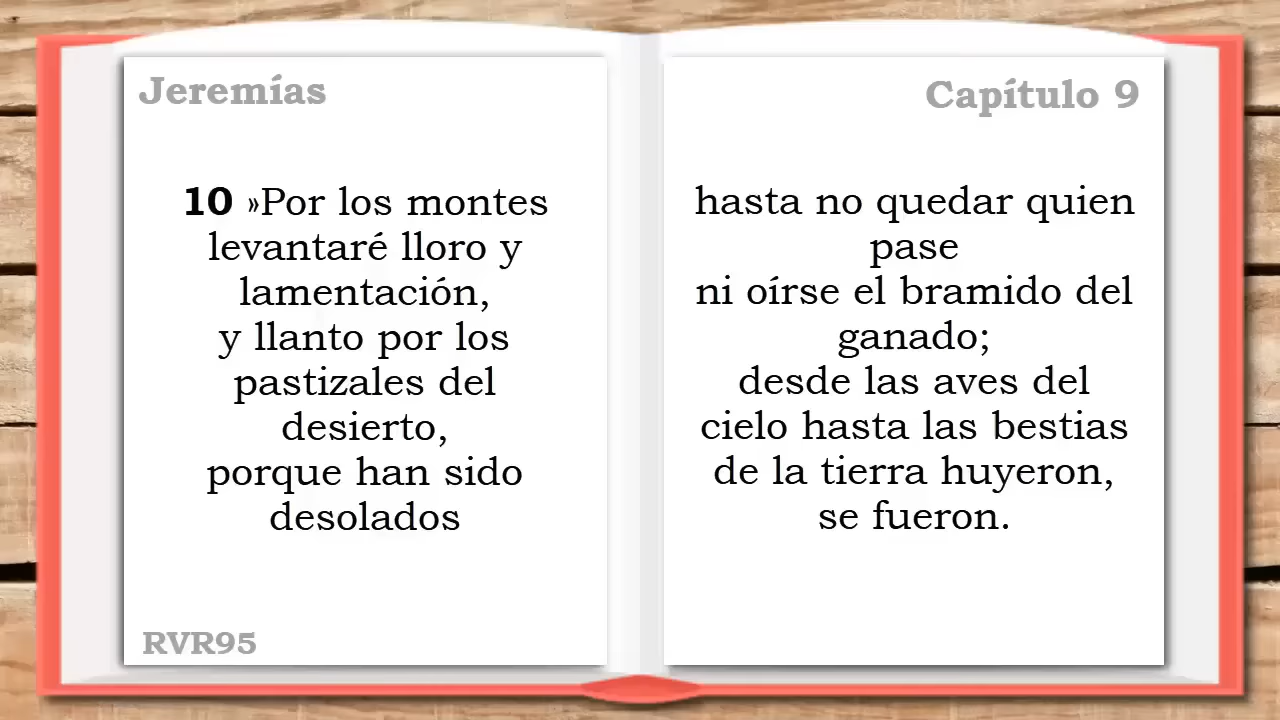 Jeremías
10 »Por los montes
levantaré lloro y
lamentación,
y llanto por los
pastizales del
desierto,
porque han sido
desolados
RVR95
Capítulo 9
hasta no quedar quien
pase
ni oírse el bramido del
ganado;
desde las aves del
cielo hasta las bestias
de la tierra huyeron,
se fueron.